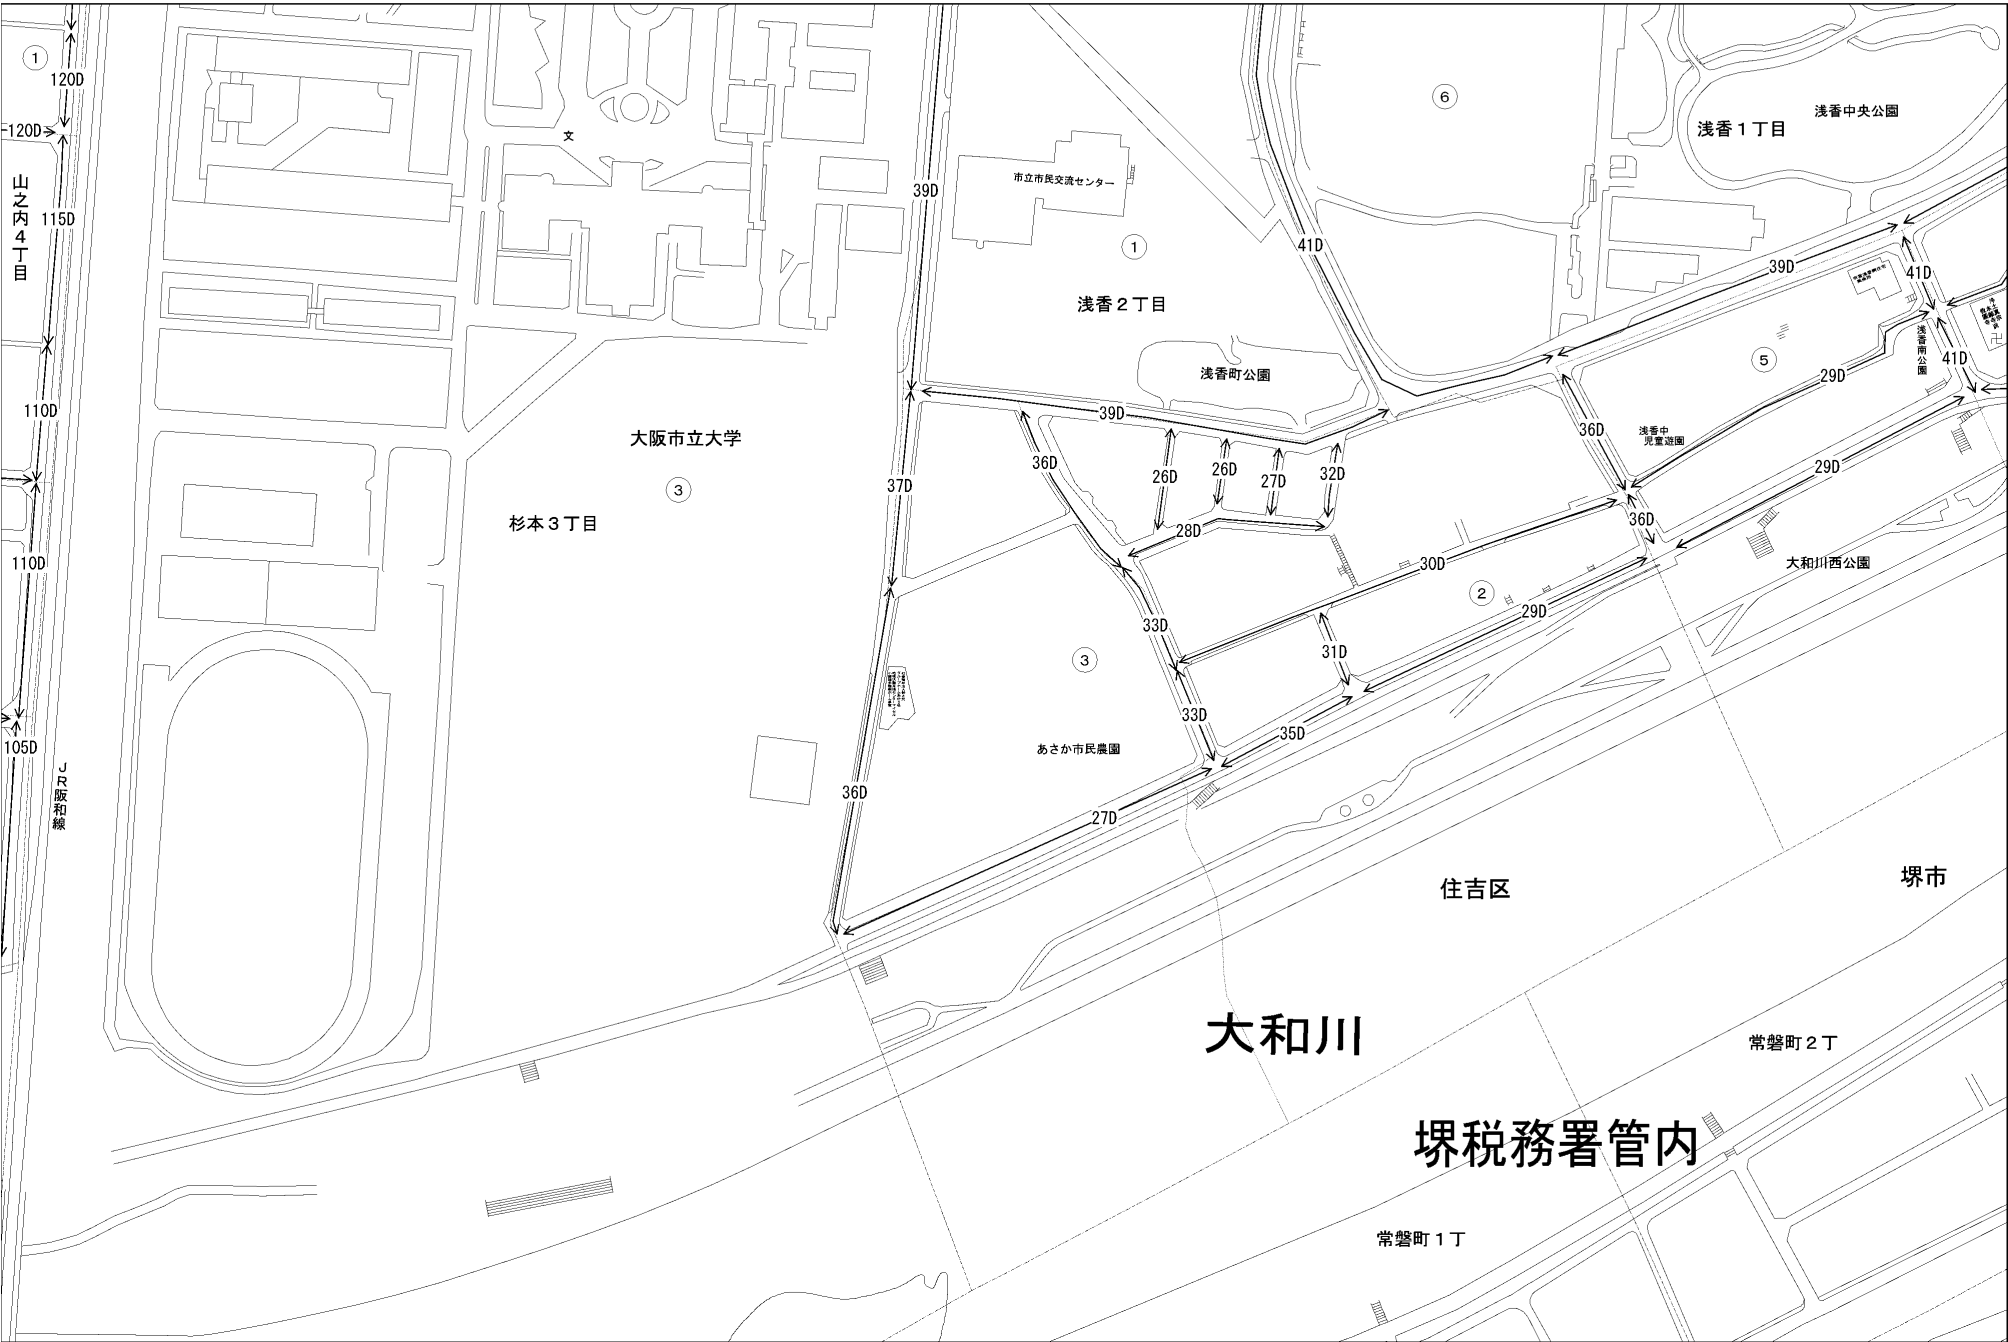 1
120D
120D
山之内4丁目
115D
110D
110D
105D
JR阪和線
文
大阪市立大学
3
杉本3丁目
39D
市立市民交流センター
1
浅香2丁目
浅香町公園
41D
6
浅香1丁目
浅香中央公園
39D
41D
41D
浅香南公園
5
29D
浅香中
児童遊園
29D
39D
36D
26D
26D
27D
32D
28D
37D
36D
36D
30D
2
29D
大和川西公園
33D
31D
33D
35D
3
あさか市民農園
36D
27D
住吉区
堺市
大和川
常磐町2丁
堺税務署管内
常磐町1丁